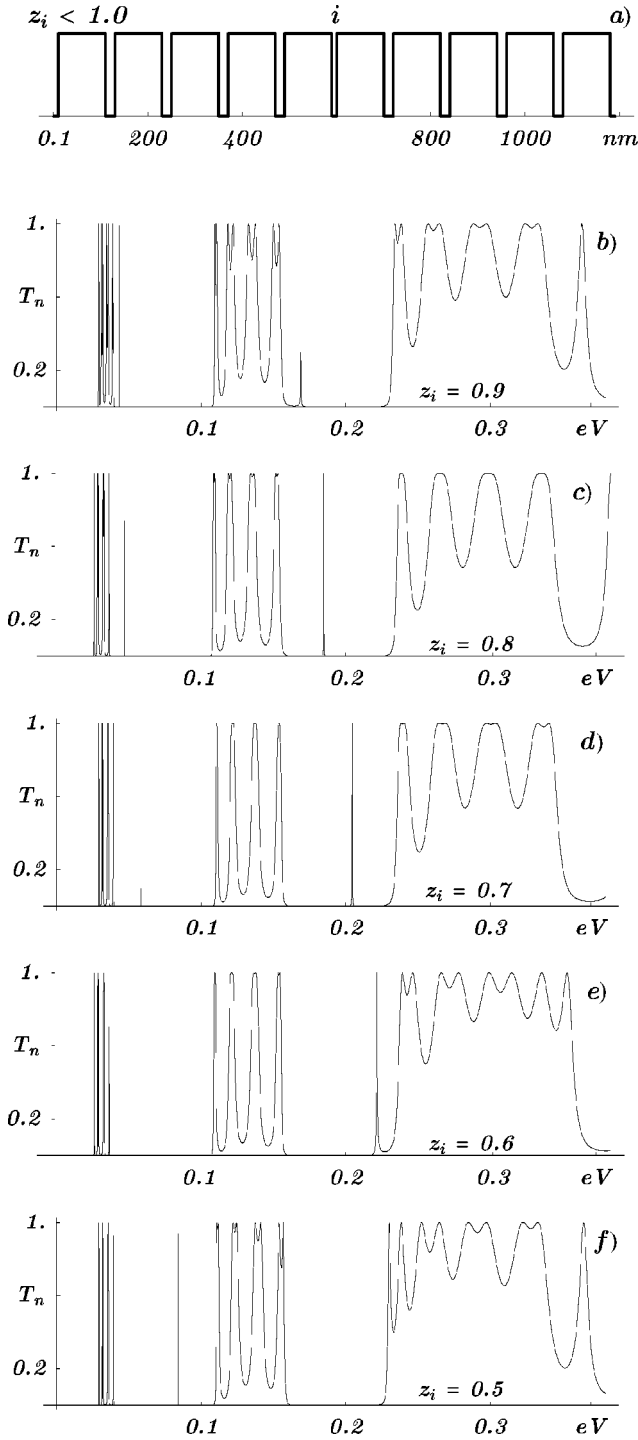 z_i < 1.0 i a)
0.1 200 400 800 1000 nm
1. b)
T_n
0.2 z_i = 0.9
0.1 0.2 0.3 eV
1. c)
T_n
0.2 z_i = 0.8
0.1 0.2 0.3 eV
1. d)
T_n
0.2 z_i = 0.7
0.1 0.2 0.3 eV
1. e)
T_n
0.2 z_i = 0.6
0.1 0.2 0.3 eV
1. f)
T_n
0.2 z_i = 0.5
0.1 0.2 0.3 eV